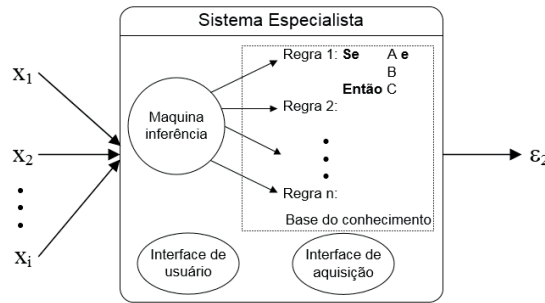 Sistema Especialista
Regra 1: Se A e
B
Então C
x1
Maquina
inferência
Regra 2:
x2
ε2
Regra n:
xi
Base do conhecimento
Interface de
usuário
Interface de
aquisição